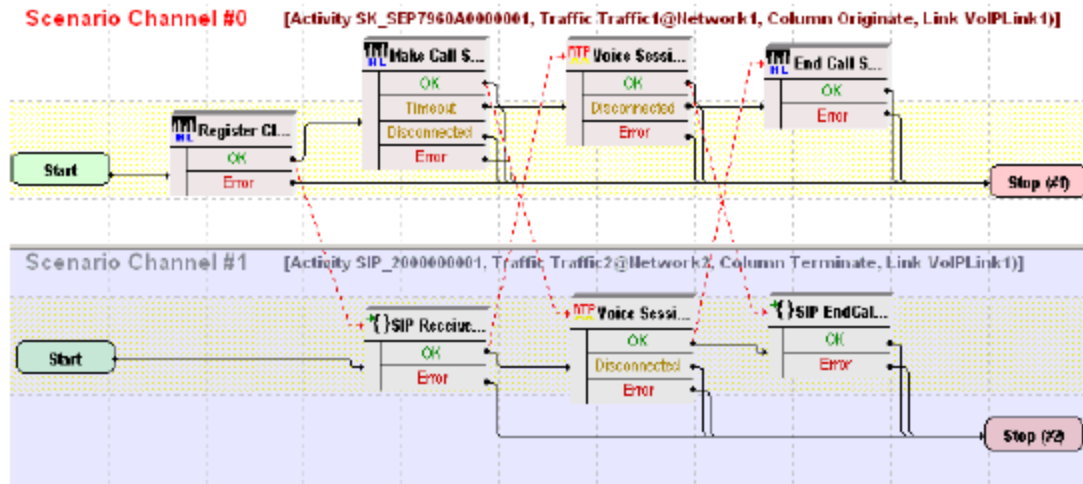 Scenario Channel #0 [Activity SK_SEP7960A0000001, Traffic Traffic1@Network1, Column Originate, Link VoIPLink1)]
Make Call S...
OK
Timeout
Disconnected
Error
Voice Sessi...
OK
Disconnected
Error
End Call S...
OK
Error
Register Cl...
OK
Error
Start
Stop (#1)
Scenario Channel #1 [Activity SIP_2000000001, Traffic Traffic2@Network2, Column Terminate, Link VoIPLink1)]
{}SIP Receive...
OK
Error
Voice Sessi...
OK
Disconnected
Error
{}SIP EndCal...
OK
Error
Start
Stop (#2)